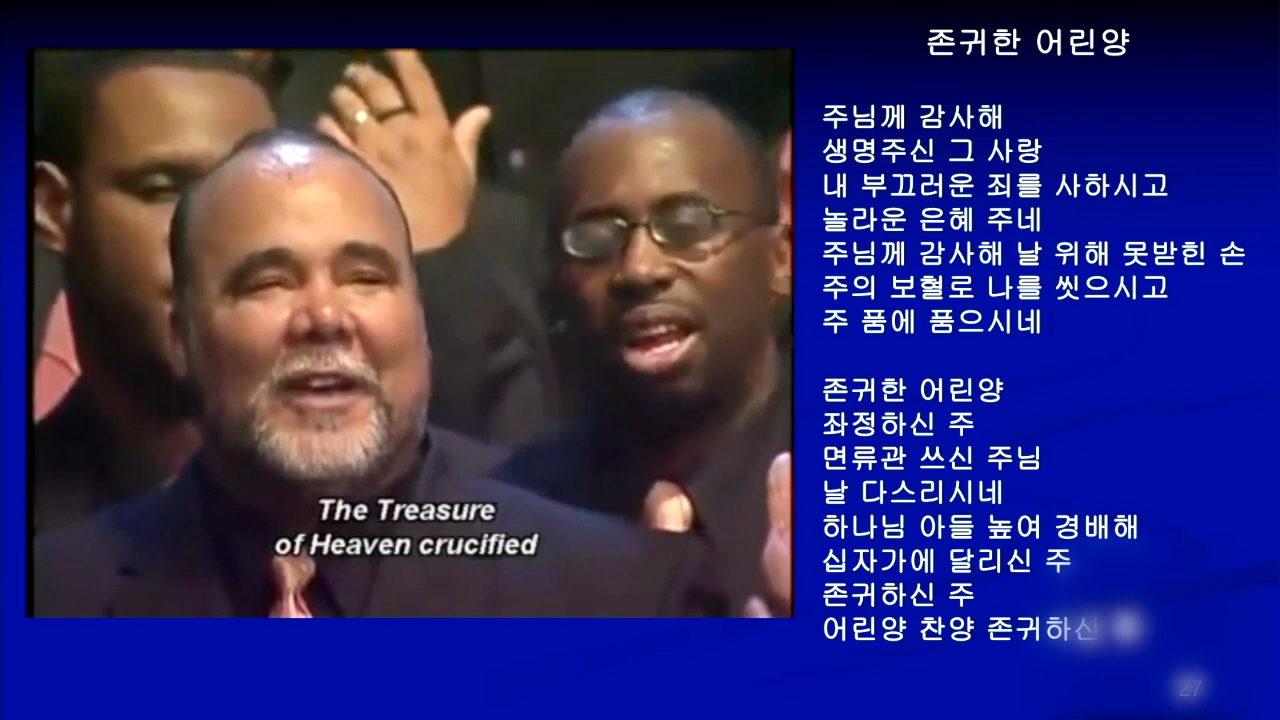 존귀한 어린양
주님께 감사해
생명주신 그 사랑
내 부끄러운 죄를 사하시고
놀라운 은혜 주네
주님께 감사해 날 위해 못받힌 손
주의 보혈로 나를 씻으시고
주 품에 품으시네
존귀한 어린양
좌정하신 주
면류관 쓰신 주님
날 다스리시네
하나님 아들 높여 경배해
십자가에 달리신 주
존귀하신 주
어린양 찬양 존귀하신
The Treasure
of Heaven crucified
27